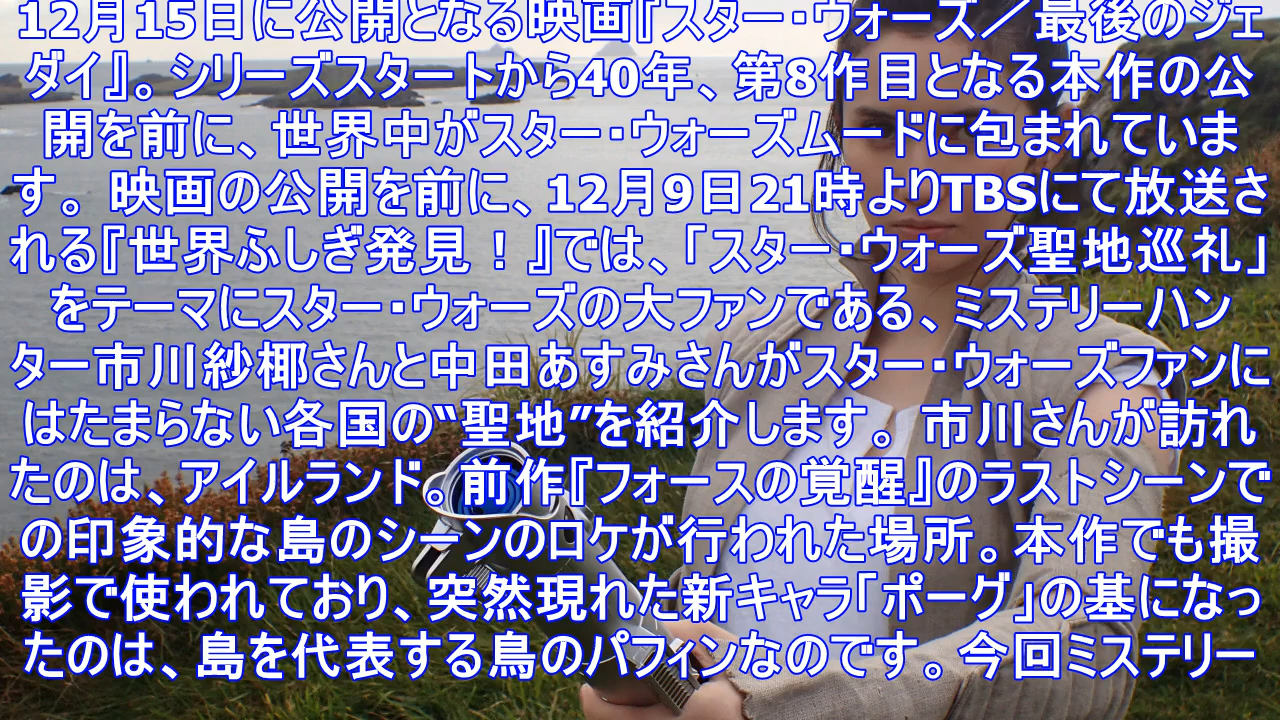 12月15日に公開となる映画『スター・ウォーズ／最後のジェ
ダイ』。シリーズスタートから40年、第8作目となる本作の公
開を前に、世界中がスター・ウォーズムードに包まれていま
す。映画の公開を前に、12月9日21時よりTBSにて放送さ
れる『世界ふしぎ発見！』では、「スター・ウォーズ聖地巡礼」
をテーマにスター・ウォーズの大ファンである、ミステリーハン
ター市川紗椰さんと中田あすみさんがスター・ウォーズファンに
はたまらない各国の“聖地”を紹介します。市川さんが訪れ
たのは、アイルランド。前作『フォースの覚醒』のラストシーンで
の印象的な島のシーンのロケが行われた場所。本作でも撮
影で使われており、突然現れた新キャラ「ポーグ」の基になっ
たのは、島を代表する鳥のパフィンなのです。今回ミステリー